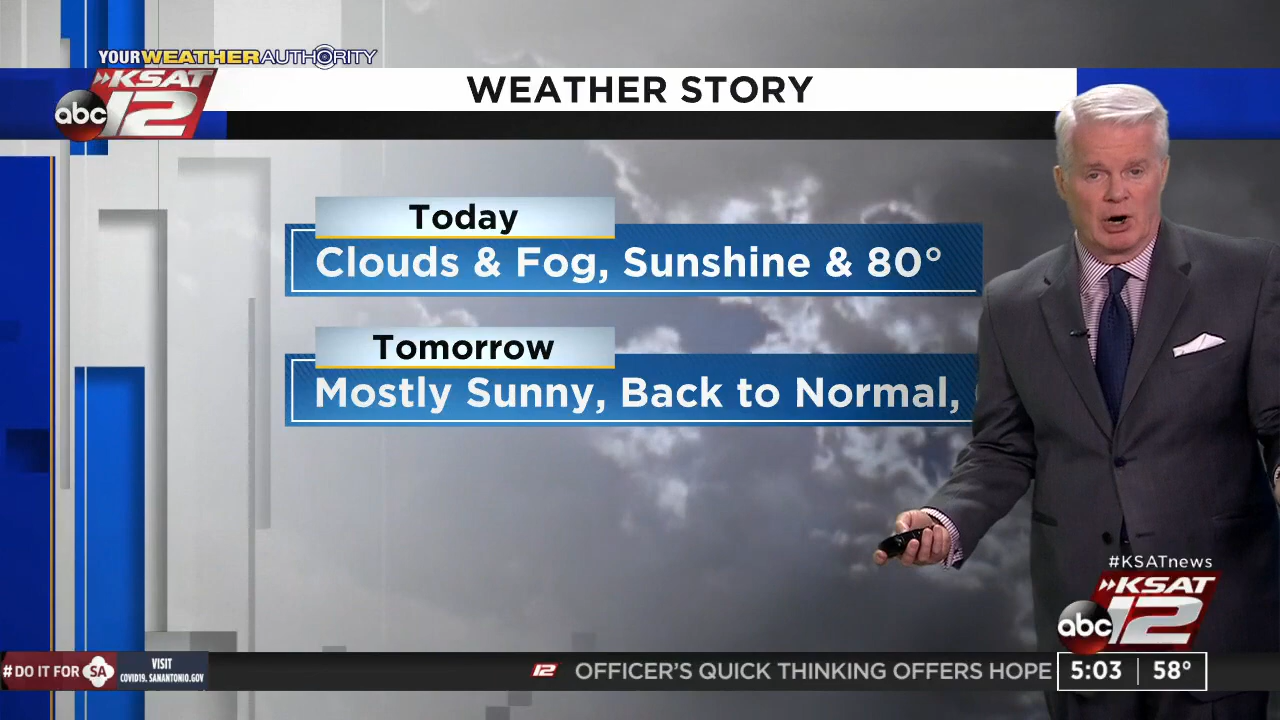 YOURWEATHERAUTHORITY
KSAT
abc 12
WEATHER STORY
Today
Clouds & Fog, Sunshine & 80°
Tomorrow
Mostly Sunny, Back to Normal,
#KSATnews
KSAT
abc 12
#DO IT FOR SA
VISIT
COVID19.SANANTONIO.GOV
12 OFFICER'S QUICK THINKING OFFERS HOPE
5:03 58°